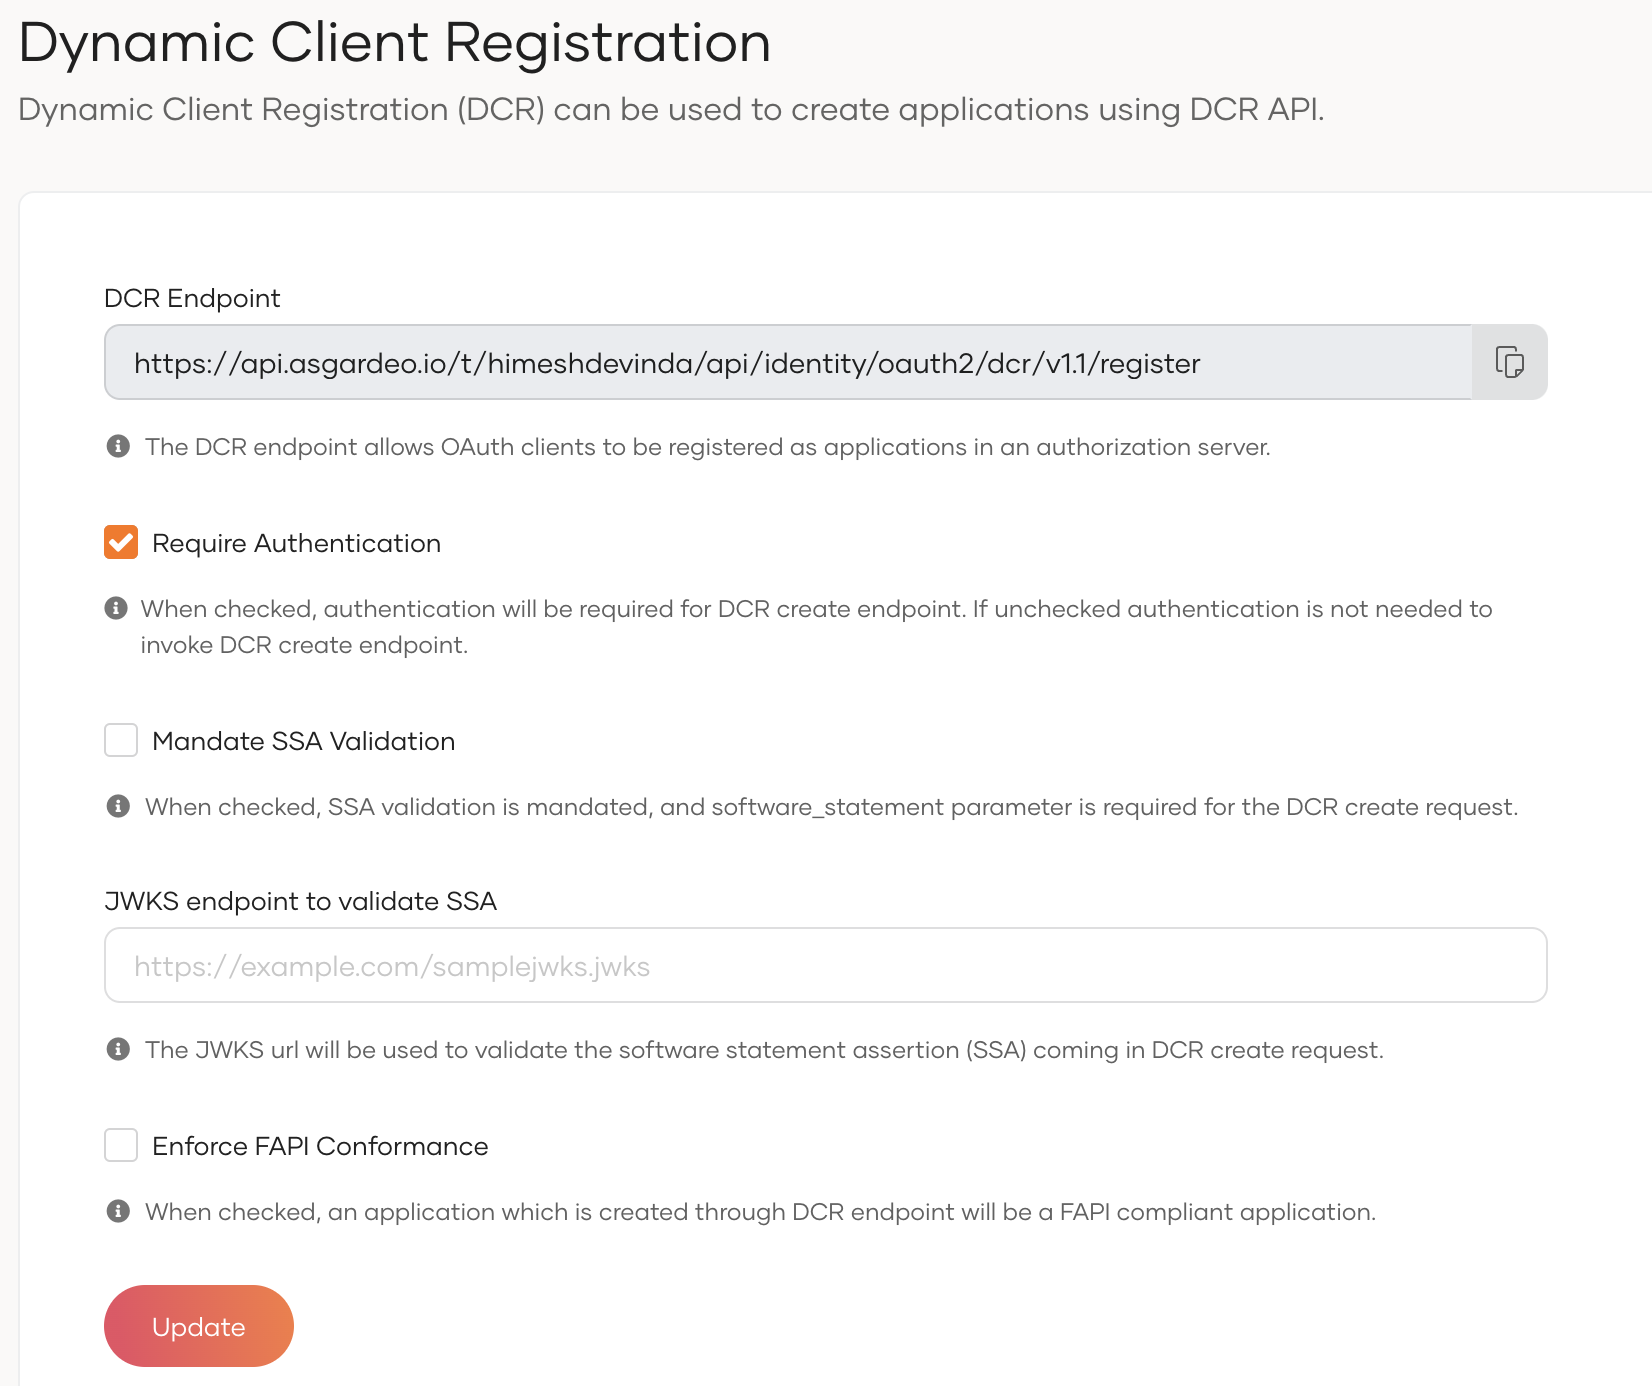 Dynamic Client Registration
Dynamic Client Registration (DCR) can be used to create applications using DCR API.
DCR Endpoint
https://api.asgardeo.io/t/himeshdevinda/api/identity/oauth2/dcr/v1.1/register
The DCR endpoint allows OAuth clients to be registered as applications in an authorization server.
Require Authentication
When checked, authentication will be required for DCR create endpoint. If unchecked authentication is not needed to
invoke DCR create endpoint.
Mandate SSA Validation
When checked, SSA validation is mandated, and software_statement parameter is required for the DCR create request.
JWKS endpoint to validate SSA
https://example.com/samplejwks.jwks
The JWKS url will be used to validate the software statement assertion (SSA) coming in DCR create request.
Enforce FAPI Conformance
When checked, an application which is created through DCR endpoint will be a FAPI compliant application.
Update